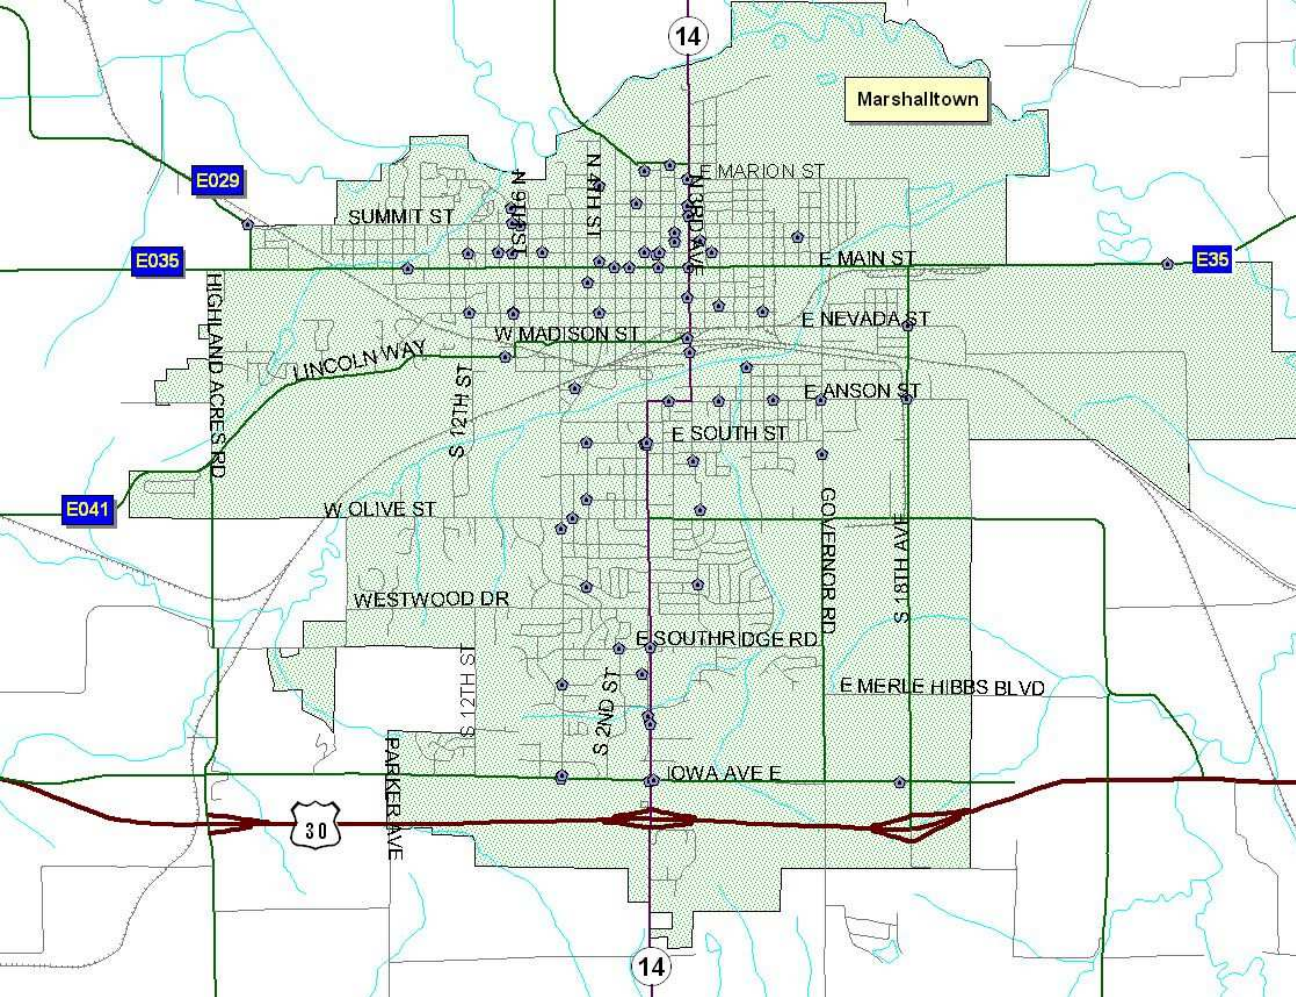 14
Marshalltown
E MARION ST
E029
N 9TH ST
N 4TH ST
N 3RD AVE
SUMMIT ST
E035
E MAIN ST
E35
HIGHLAND ACRES RD
E NEVADA ST
W MADISON ST
LINCOLN WAY
S 12TH ST
E ANSON ST
E SOUTH ST
E041
W OLIVE ST
GOVERNOR RD
S 18TH AVE
WESTWOOD DR
E SOUTHRIDGE RD
S 12TH ST
S 2ND ST
E MERLE HIBBS BLVD
PARKER AVE
IOWA AVE E
30
14